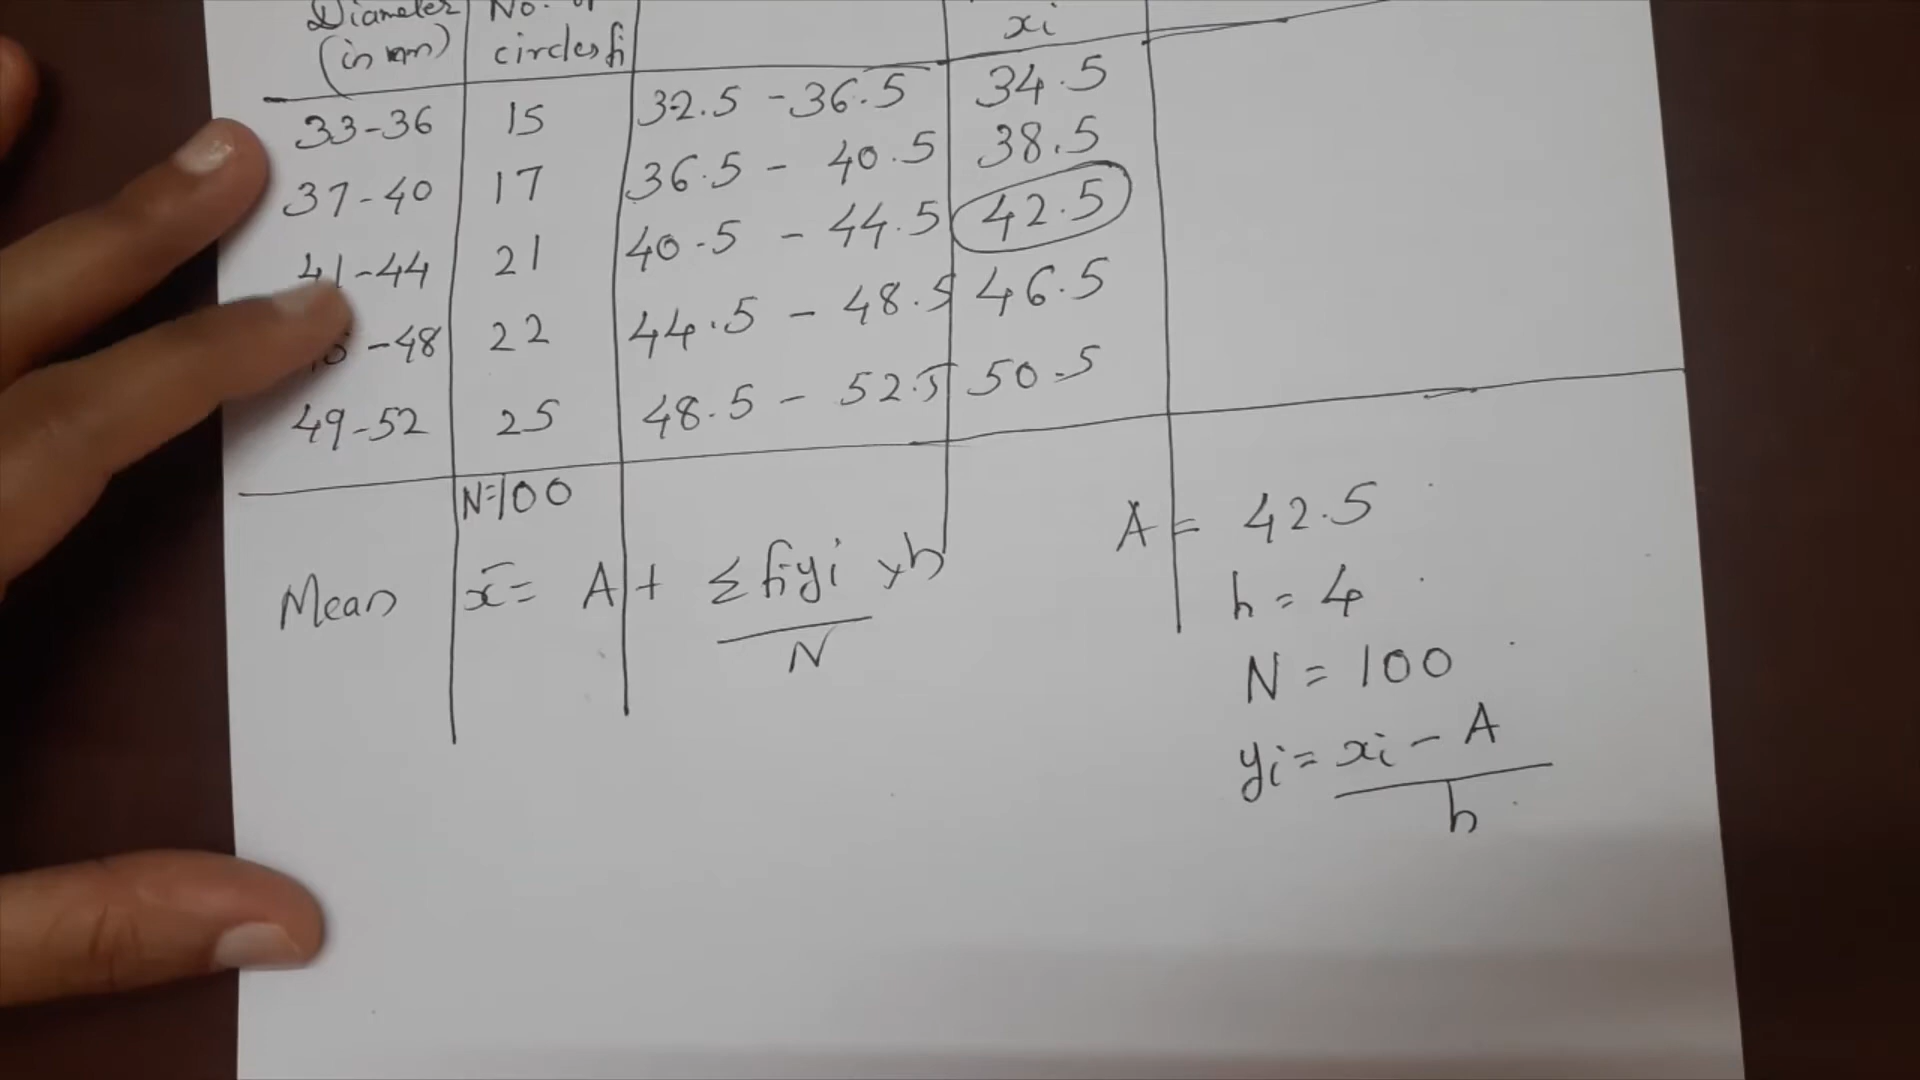 Diameter No. xi
(in mm) circles fi
33-36 15 32.5 - 36.5 34.5
37-40 17 36.5 - 40.5 38.5
41-44 21 40.5 - 44.5 42.5
-48 22 44.5 - 48.5 46.5
49-52 25 48.5 - 52.5 50.5
N=100
Mean x̄ = A + Σfiyi/N × h
A = 42.5
h = 4
N = 100
yi = xi - A / h